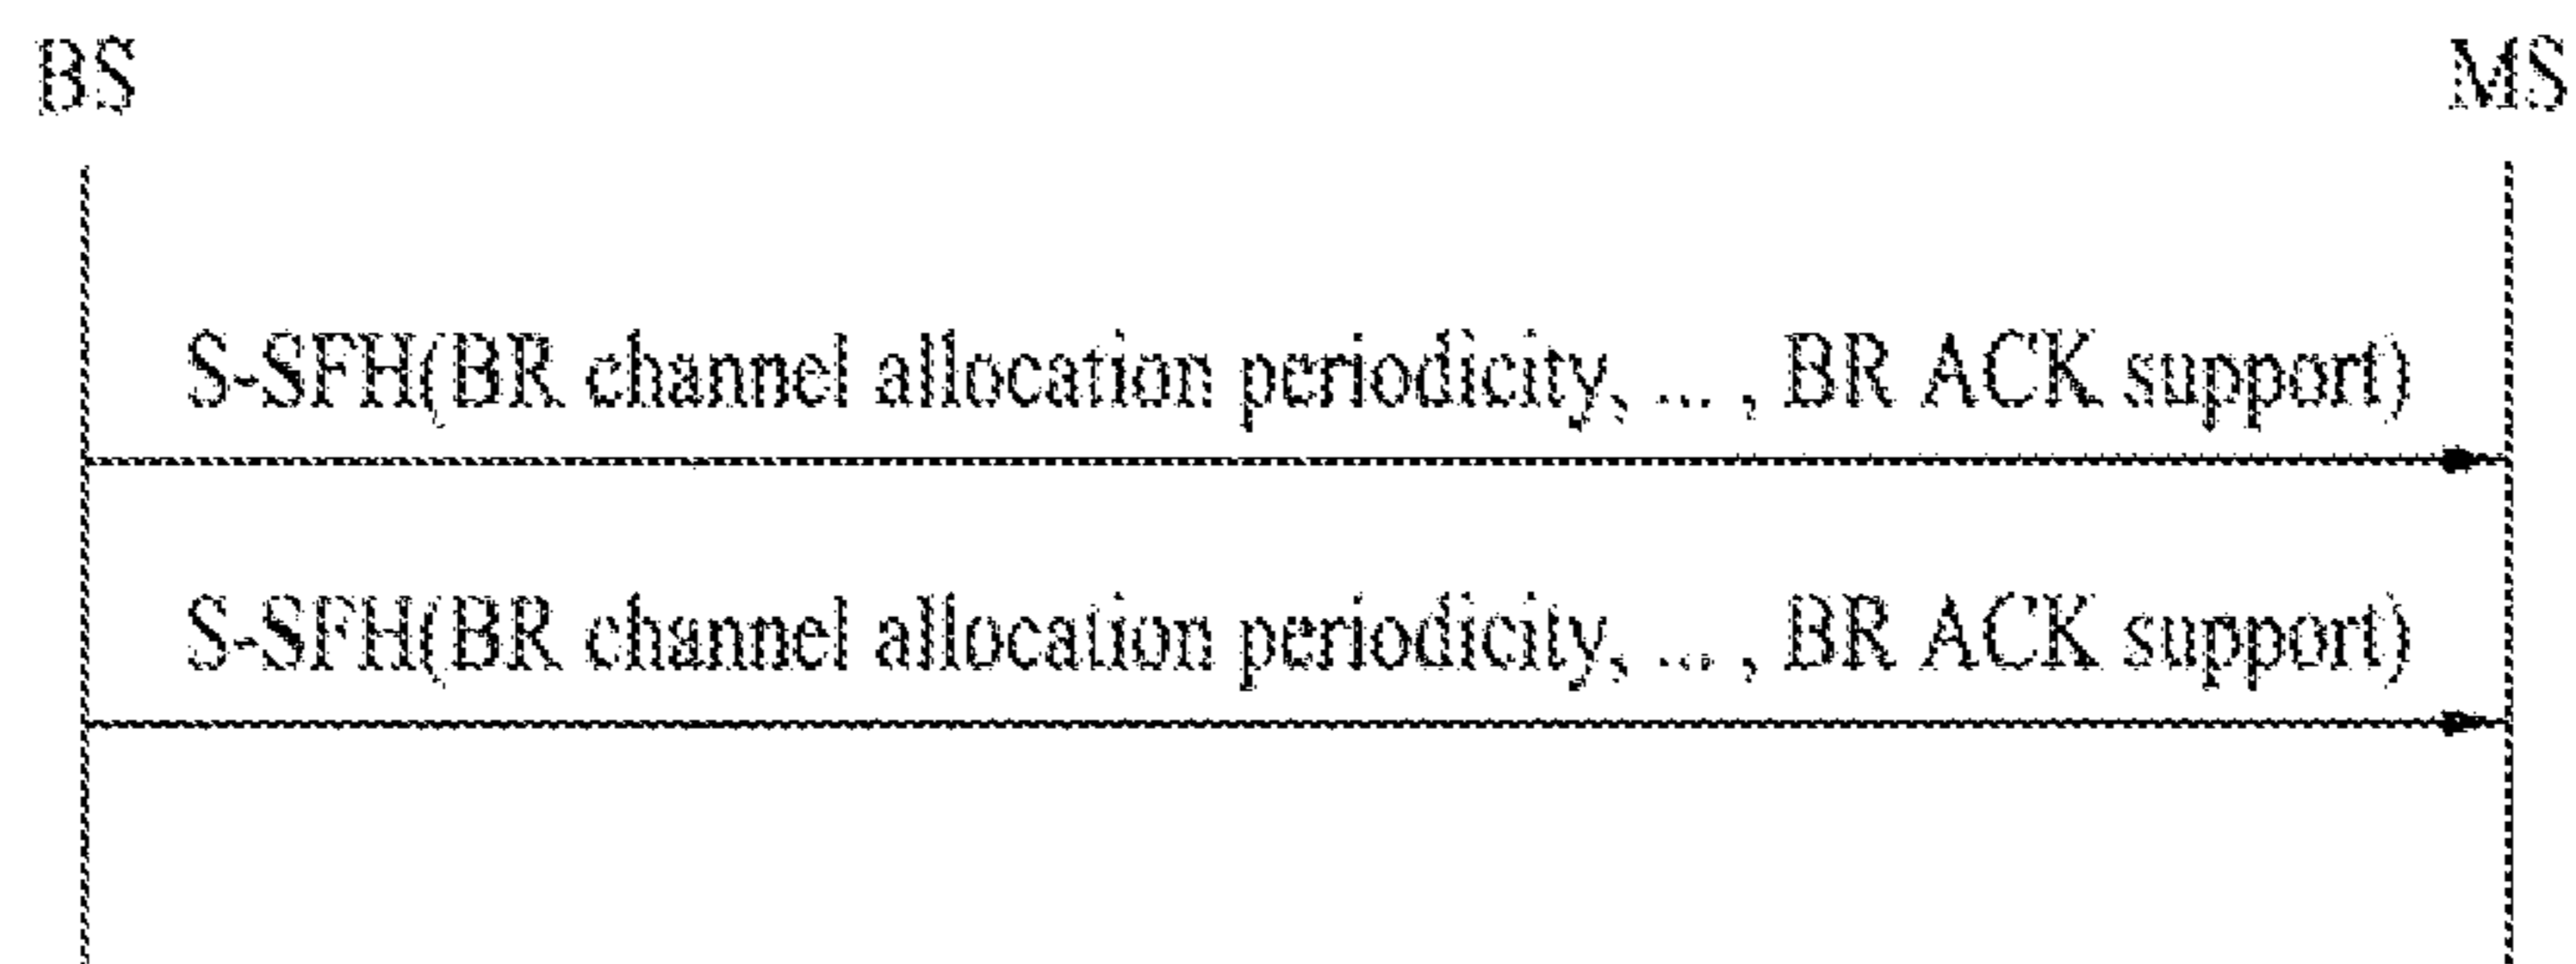 BS
MS
S-SFH(BR channel allocation periodicity, ... , BR ACK support)
S-SFH(BR channel allocation periodicity, ... , BR ACK support)